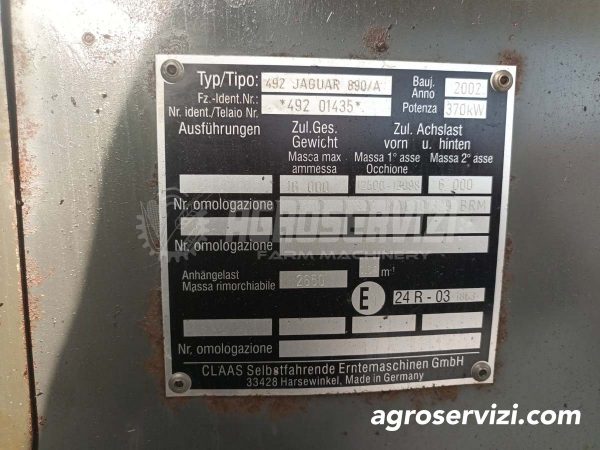 Typ/Tipo: 492 JAGUAR 890/A Bauj. Anno 2002
Fz.-Ident.Nr.: Nr. ident./Telaio Nr. *492 01435* Potenza 370kW
Ausführungen Zul.Ges. Gewicht Zul. Achslast vorn u. hinten
Massa max ammessa Massa 1° asse Occhione Massa 2° asse
16 000 6 000
Nr. omologazione BRM
Nr. omologazione
AGROSERVIZI
FARM MACHINERY
Anhängelast
Massa rimorchiabile m⁻¹
E 24 R - 03
Nr. omologazione
CLAAS Selbstfahrende Erntemaschinen GmbH
33428 Harsewinkel, Made in Germany
agroservizi.com